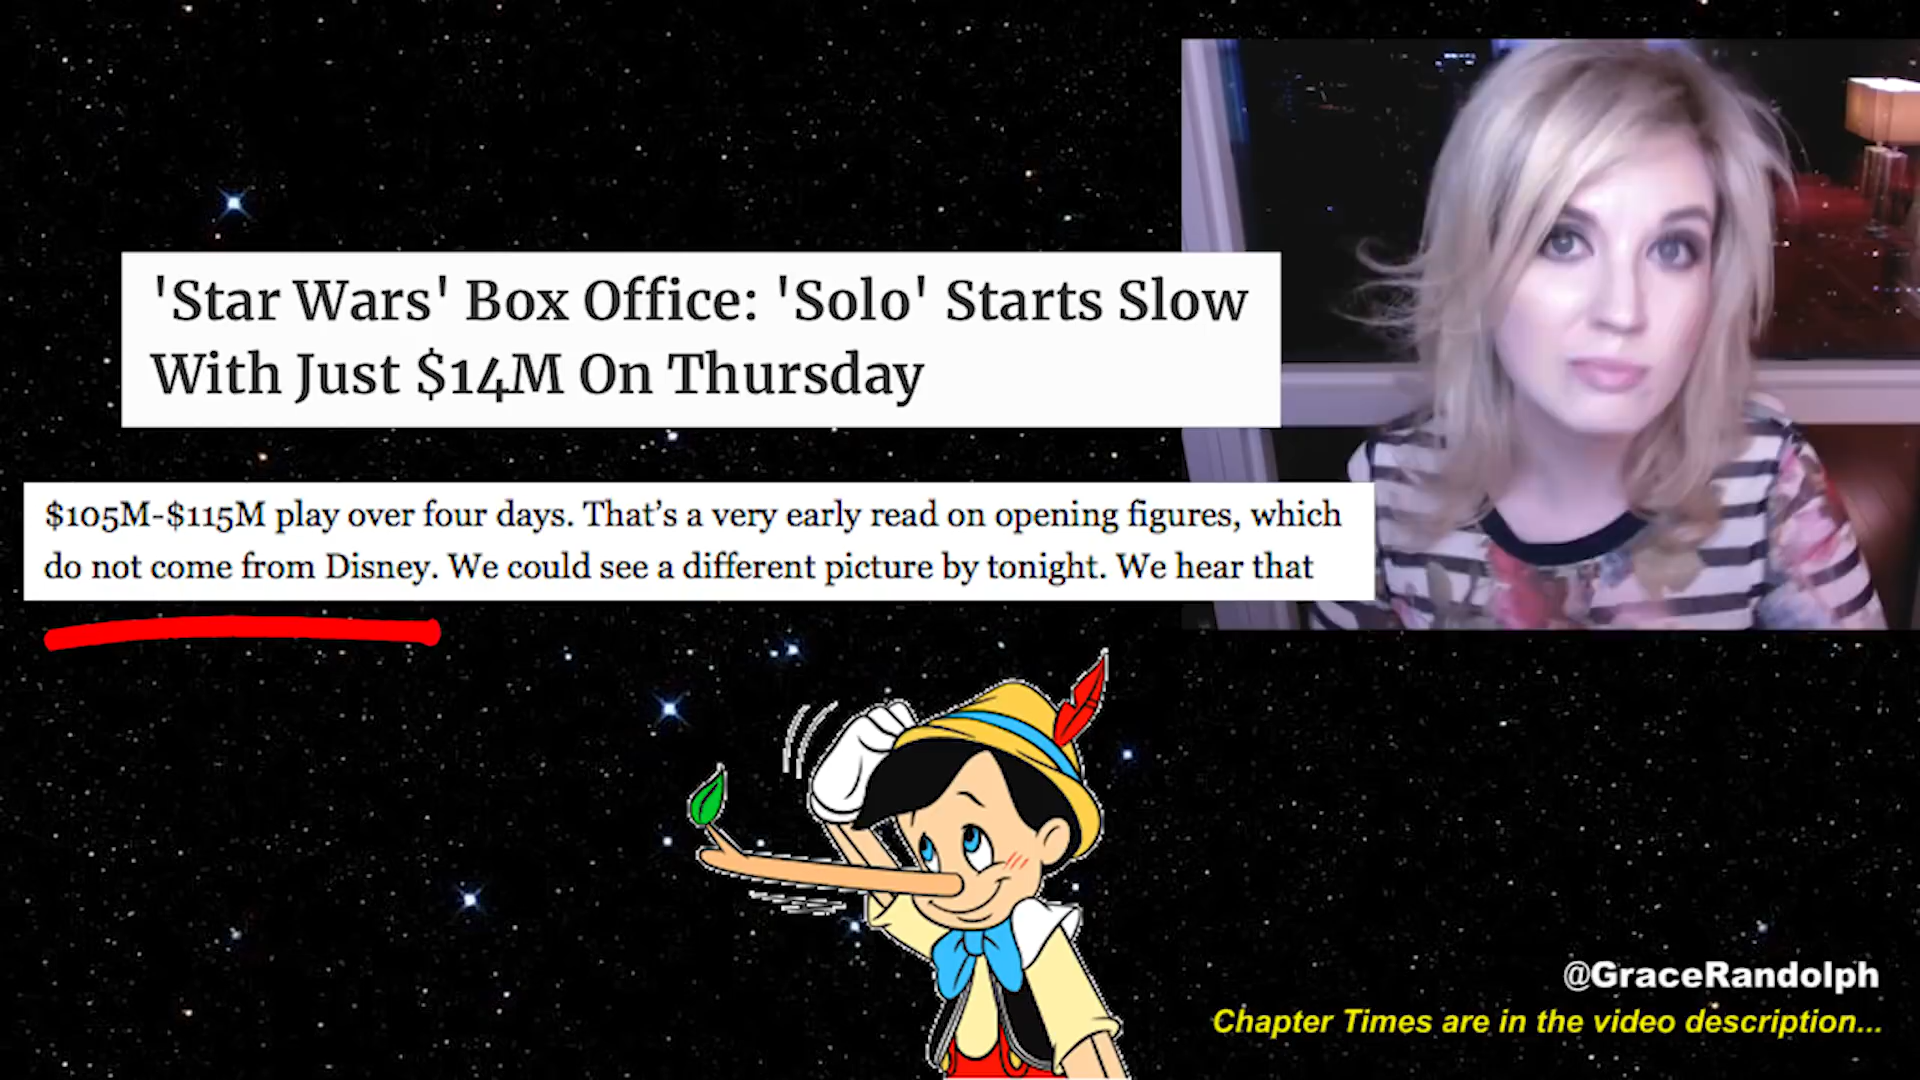 'Star Wars' Box Office: 'Solo' Starts Slow
With Just $14M On Thursday
$105M-$115M play over four days. That’s a very early read on opening figures, which
do not come from Disney. We could see a different picture by tonight. We hear that
@GraceRandolph
Chapter Times are in the video description...